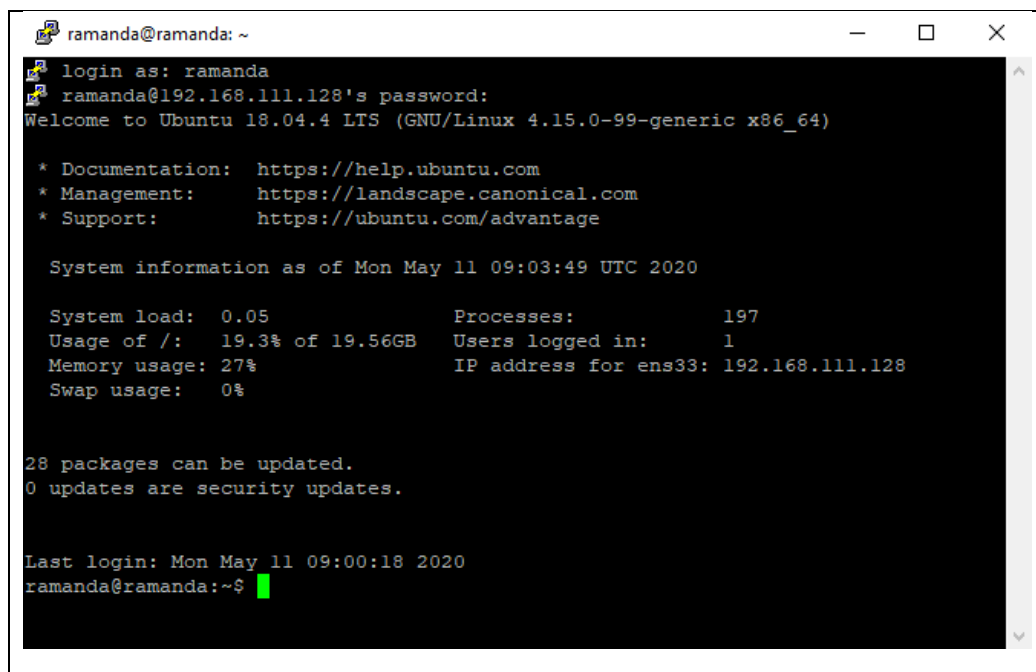 ramanda@ramanda: ~
login as: ramanda
ramanda@192.168.111.128's password:
Welcome to Ubuntu 18.04.4 LTS (GNU/Linux 4.15.0-99-generic x86_64)
* Documentation:  https://help.ubuntu.com
* Management:     https://landscape.canonical.com
* Support:        https://ubuntu.com/advantage
System information as of Mon May 11 09:03:49 UTC 2020
System load:  0.05              Processes:            197
Usage of /:   19.3% of 19.56GB   Users logged in:      1
Memory usage: 27%               IP address for ens33: 192.168.111.128
Swap usage:   0%
28 packages can be updated.
0 updates are security updates.
Last login: Mon May 11 09:00:18 2020
ramanda@ramanda:~$